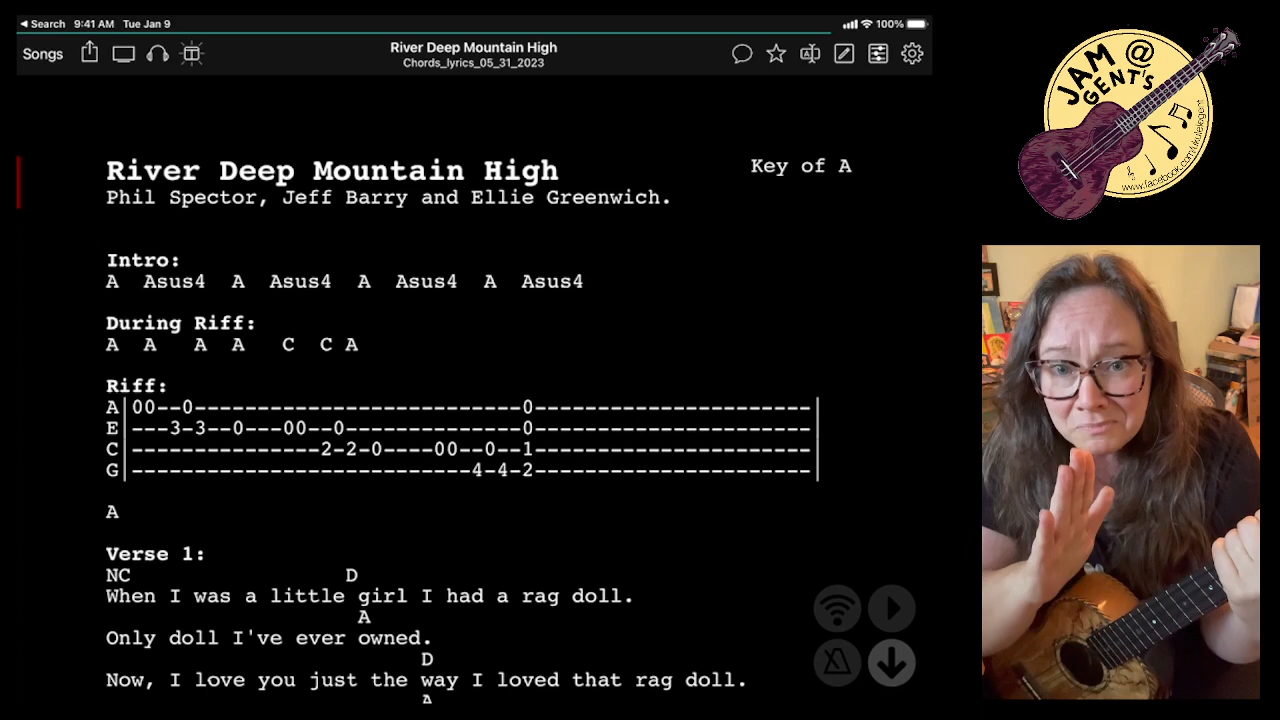 Search 9:41 AM Tue Jan 9 100%
Songs
River Deep Mountain High
Chords_lyrics_05_31_2023
River Deep Mountain High
Key of A
Phil Spector, Jeff Barry and Ellie Greenwich.
Intro:
A Asus4 A Asus4 A Asus4 A Asus4
During Riff:
A A A A C C A
Riff:
A|00--0--------------------------0----------------------|
E|---3-3--0---00--0--------------0----------------------|
C|---------------2-2-0----00--0--1----------------------|
G|---------------------------4-4-2----------------------|
A
Verse 1:
NC D
When I was a little girl I had a rag doll.
A
Only doll I've ever owned.
D
Now, I love you just the way I loved that rag doll.
A
JAM @
GENT'S
www.facebook.com/ukulelegent